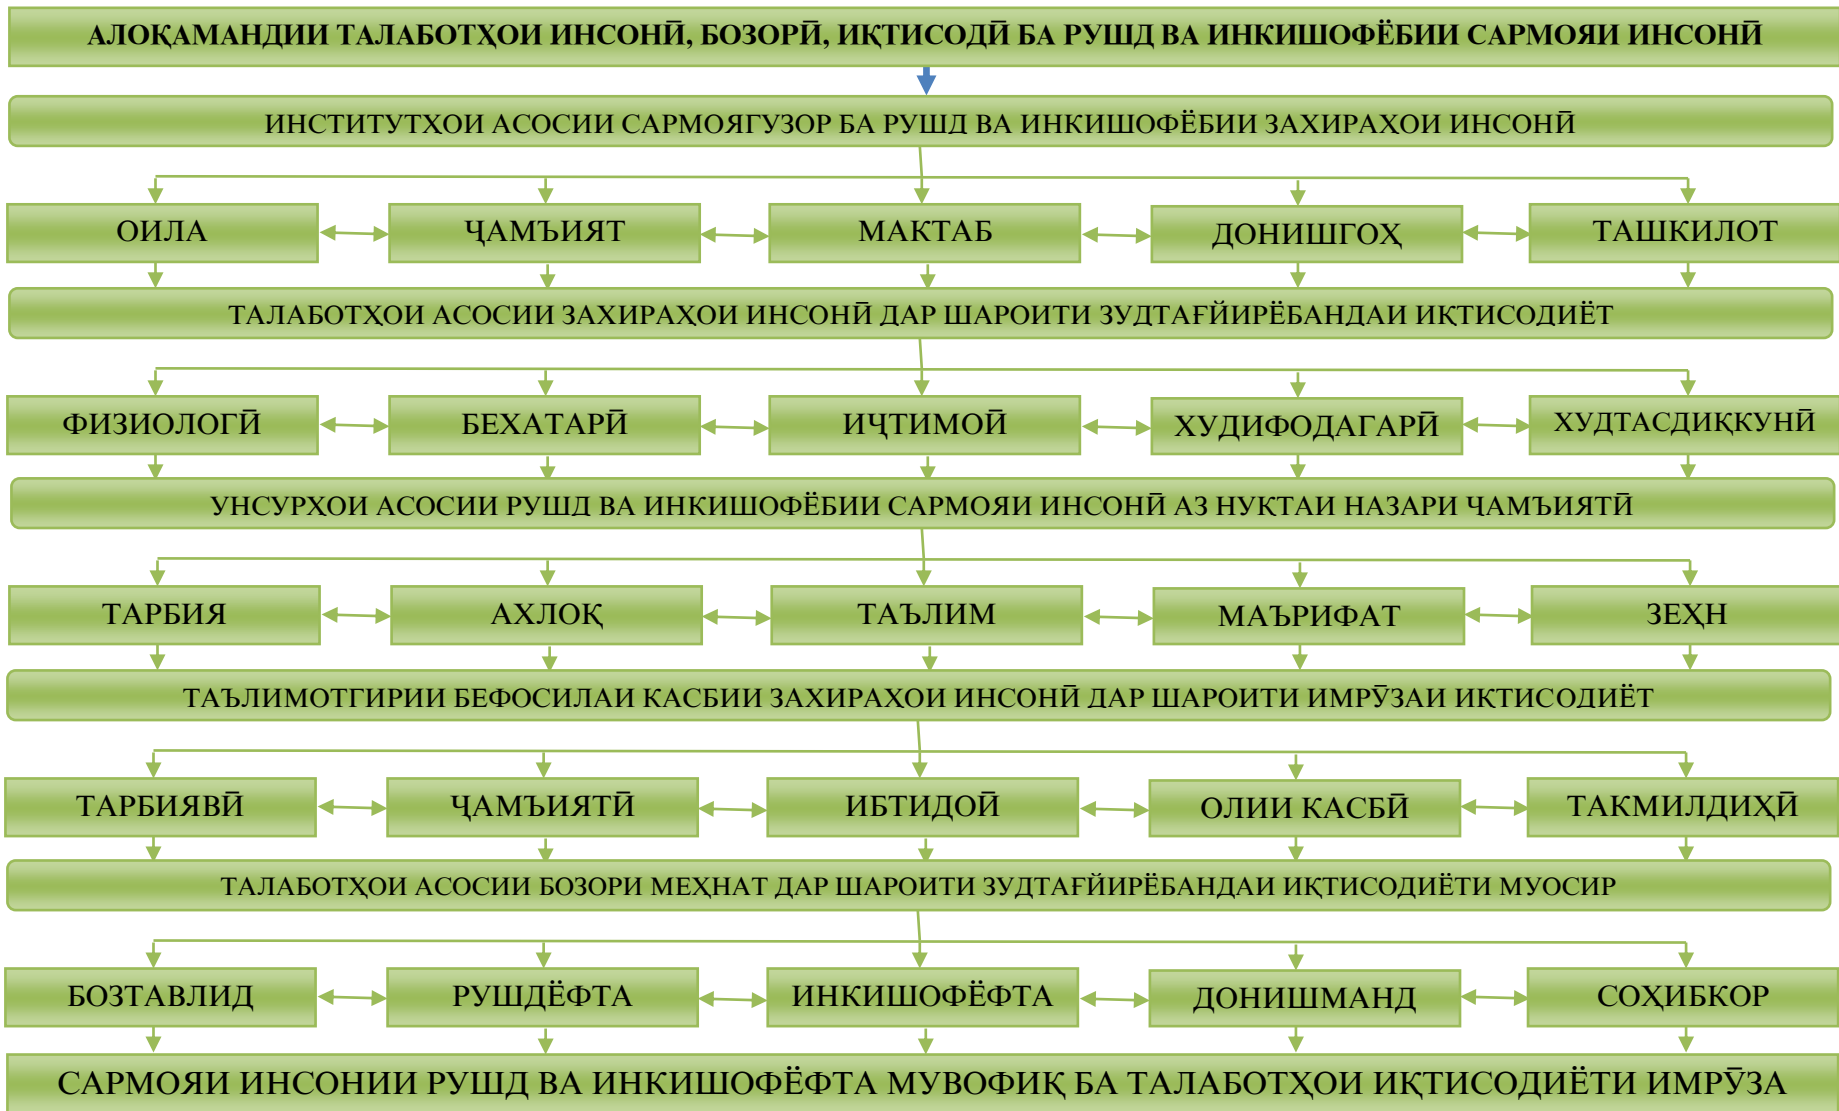 АЛОҚАМАНДИИ ТАЛАБОТҲОИ ИНСОНӢ, БОЗОРӢ, ИҚТИСОДӢ БА РУШД ВА ИНКИШОФЁБИИ САРМОЯИ ИНСОНӢ
ИНСТИТУТҲОИ АСОСИИ САРМОЯГУЗОР БА РУШД ВА ИНКИШОФЁБИИ ЗАХИРАҲОИ ИНСОНӢ
ОИЛА ҶАМЪИЯТ МАКТАБ ДОНИШГОҲ ТАШКИЛОТ
ТАЛАБОТҲОИ АСОСИИ ЗАХИРАҲОИ ИНСОНӢ ДАР ШАРОИТИ ЗУДТАҒЙИРЁБАНДАИ ИҚТИСОДИЁТ
ФИЗИОЛОГӢ БЕХАТАРӢ ИҶТИМОӢ ХУДИФОДАГАРӢ ХУДТАСДИҚКУНӢ
УНСУРҲОИ АСОСИИ РУШД ВА ИНКИШОФЁБИИ САРМОЯИ ИНСОНӢ АЗ НУҚТАИ НАЗАРИ ҶАМЪИЯТӢ
ТАРБИЯ АХЛОҚ ТАЪЛИМ МАЪРИФАТ ЗЕҲН
ТАЪЛИМОТГИРИИ БЕФОСИЛАИ КАСБИИ ЗАХИРАҲОИ ИНСОНӢ ДАР ШАРОИТИ ИМРӮЗАИ ИҚТИСОДИЁТ
ТАРБИЯВӢ ҶАМЪИЯТӢ ИБТИДОӢ ОЛИИ КАСБӢ ТАКМИЛДИҲӢ
ТАЛАБОТҲОИ АСОСИИ БОЗОРИ МЕҲНАТ ДАР ШАРОИТИ ЗУДТАҒЙИРЁБАНДАИ ИҚТИСОДИЁТИ МУОСИР
БОЗТАВЛИД РУШДЁФТА ИНКИШОФЁФТА ДОНИШМАНД СОҲИБКОР
САРМОЯИ ИНСОНИИ РУШД ВА ИНКИШОФЁФТА МУВОФИҚ БА ТАЛАБОТҲОИ ИҚТИСОДИЁТИ ИМРӮЗА